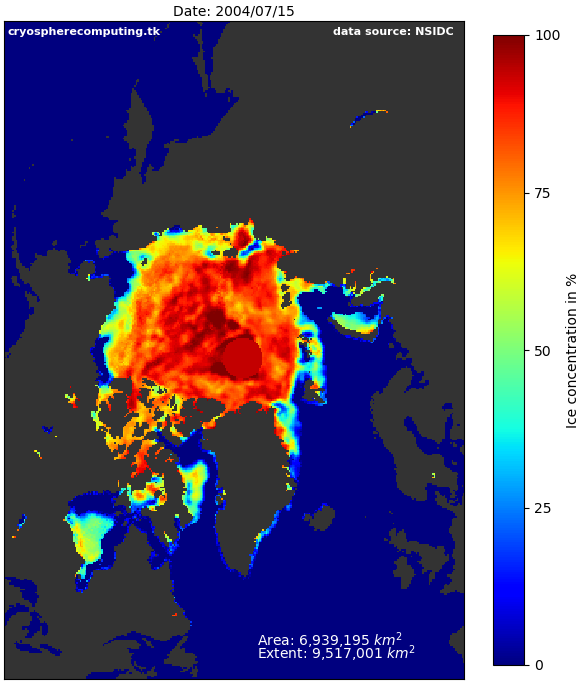 Date: 2004/07/15
cryospherecomputing.tk data source: NSIDC
100
75
50
25
0
Ice concentration in %
Area: 6,939,195 km²
Extent: 9,517,001 km²